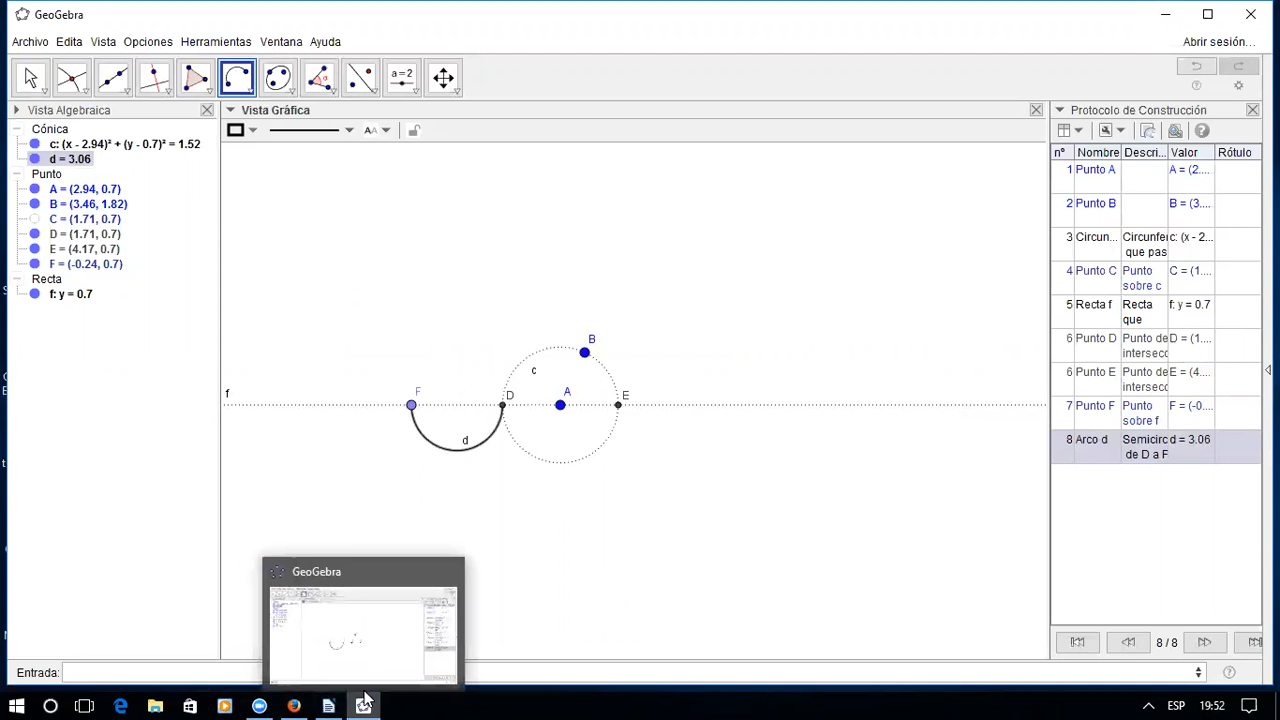 GeoGebra
Archivo Edita Vista Opciones Herramientas Ventana Ayuda
Abrir sesión...
a = 2
Vista Algebraica
Vista Gráfica
Protocolo de Construcción
AA
Cónica
c: (x - 2.94)² + (y - 0.7)² = 1.52
d = 3.06
Punto
A = (2.94, 0.7)
B = (3.46, 1.82)
C = (1.71, 0.7)
D = (1.71, 0.7)
E = (4.17, 0.7)
F = (-0.24, 0.7)
Recta
f: y = 0.7
f
F
d
D
c
A
B
E
nº Nombre Descri... Valor Rótulo
1 Punto A A = (2....
2 Punto B B = (3....
3 Circun... Circunfer c: (x - 2...
que pas
4 Punto C Punto C = (1....
sobre c
5 Recta f Recta f: y = 0.7
que
6 Punto D Punto de D = (1....
intersecc
6 Punto E Punto de E = (4....
intersecc
7 Punto F Punto F = (-0...
sobre f
8 Arco d Semicirc d = 3.06
de D a F
8 / 8
GeoGebra
Entrada:
ESP 19:52